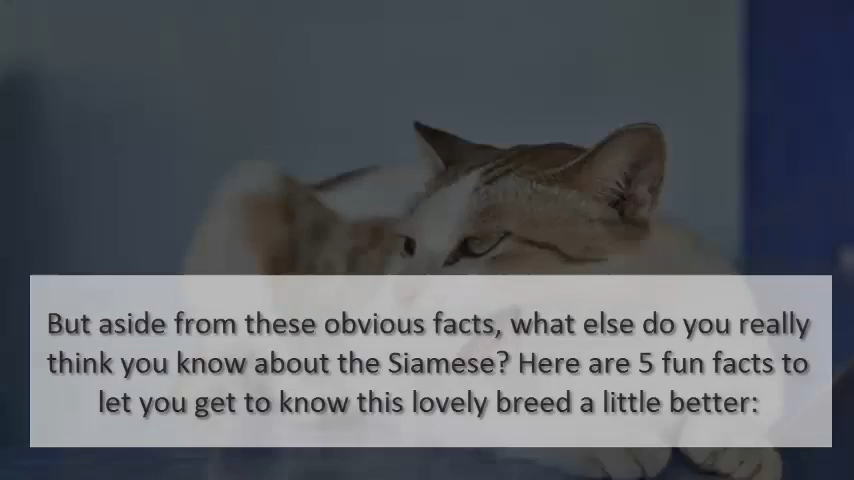 But aside from these obvious facts, what else do you really
think you know about the Siamese? Here are 5 fun facts to
let you get to know this lovely breed a little better: